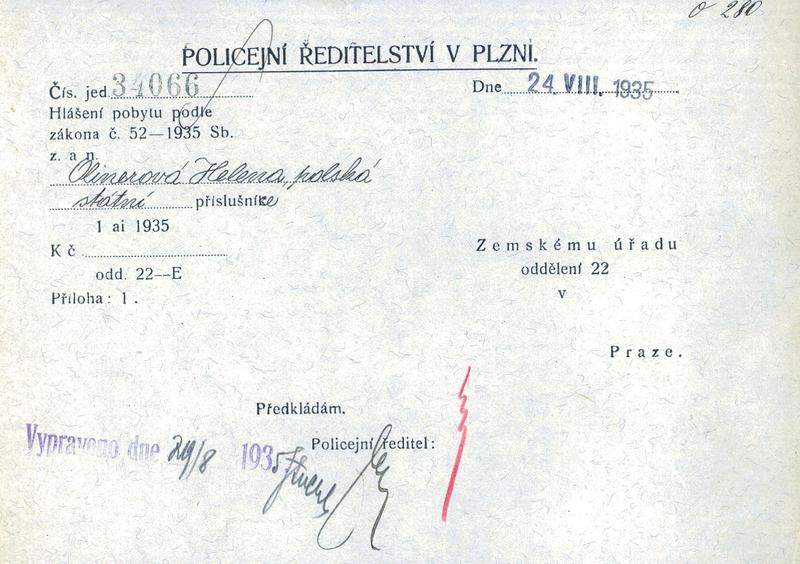 O 280
POLICEJNÍ ŘEDITELSTVÍ V PLZNI.
Čís. jed. 34066
Dne 24. VIII. 1935
Hlášení pobytu podle
zákona č. 52—1935 Sb.
z. a n.
Olinerová Helena, polská
státní příslušnice
1 ai 1935
Kč
odd. 22—E
Příloha: 1.
Zemskému úřadu
oddělení 22
v
Praze.
Předkládám.
Policejní ředitel:
Vypraveno dne 29/8 1935